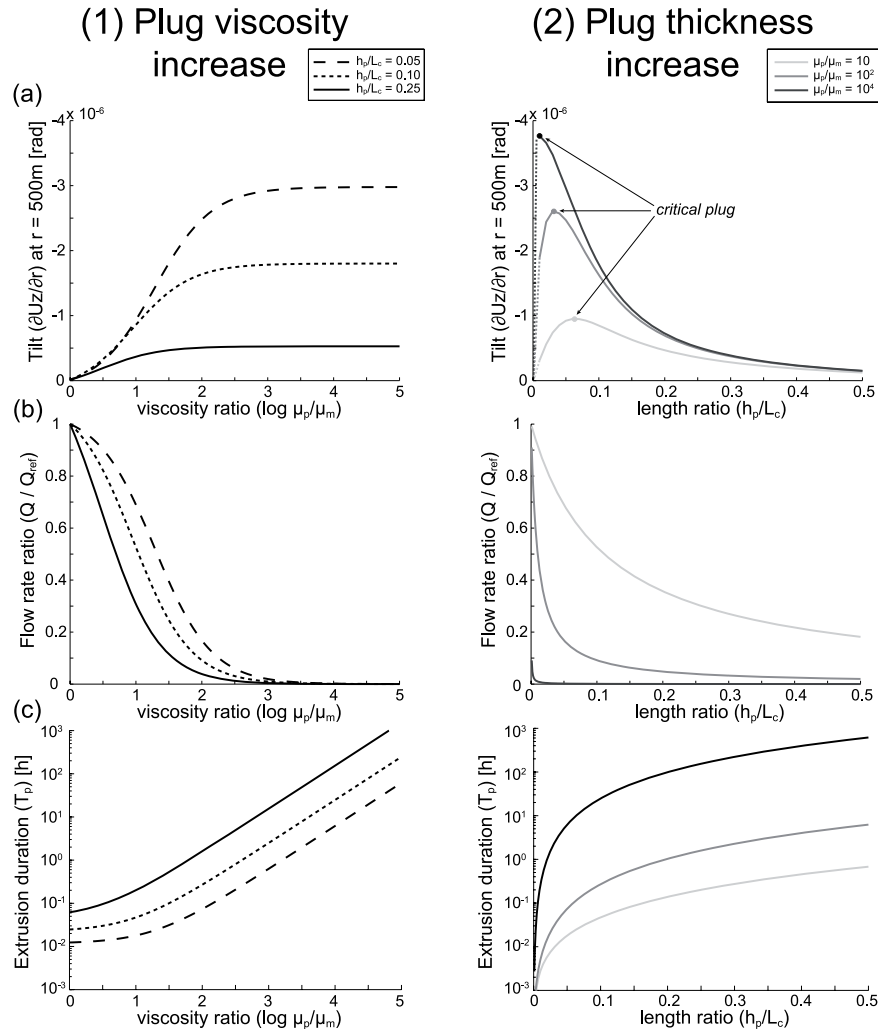 (1) Plug viscosity
increase
h_p/L_c = 0.05
h_p/L_c = 0.10
h_p/L_c = 0.25
(2) Plug thickness
increase
μ_p/μ_m = 10
μ_p/μ_m = 10²
μ_p/μ_m = 10⁴
(a)
-4 x 10⁻⁶
-3
-2
-1
0
Tilt (∂Uz/∂r) at r = 500m [rad]
0 1 2 3 4 5
viscosity ratio (log μ_p/μ_m)
-4 x 10⁻⁶
-3
-2
-1
0
Tilt (∂Uz/∂r) at r = 500m [rad]
critical plug
0 0.1 0.2 0.3 0.4 0.5
length ratio (h_p/L_c)
(b)
1
0.8
0.6
0.4
0.2
0
Flow rate ratio (Q / Q_ref)
0 1 2 3 4 5
viscosity ratio (log μ_p/μ_m)
1
0.8
0.6
0.4
0.2
0
Flow rate ratio (Q / Q_ref)
0 0.1 0.2 0.3 0.4 0.5
length ratio (h_p/L_c)
(c)
10³
10²
10¹
10⁰
10⁻¹
10⁻²
10⁻³
Extrusion duration (T_p) [h]
0 1 2 3 4 5
viscosity ratio (log μ_p/μ_m)
10³
10²
10¹
10⁰
10⁻¹
10⁻²
10⁻³
Extrusion duration (T_p) [h]
0 0.1 0.2 0.3 0.4 0.5
length ratio (h_p/L_c)